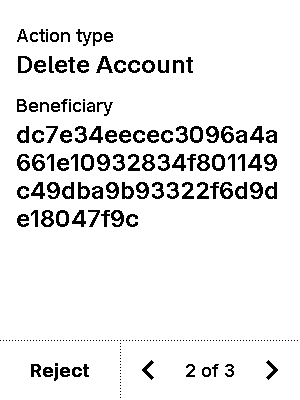 Action type
Delete Account
Beneficiary
dc7e34eecec3096a4a
661e10932834f801149
c49dba9b93322f6d9d
e18047f9c
Reject
2 of 3